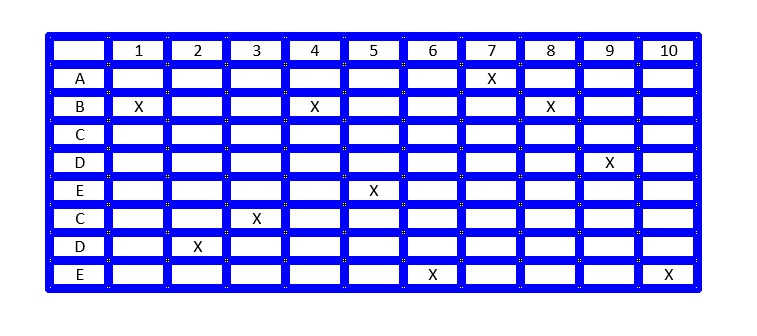 1 2 3 4 5 6 7 8 9 10
A X
B X X X
C
D X
E X
C X
D X
E X X